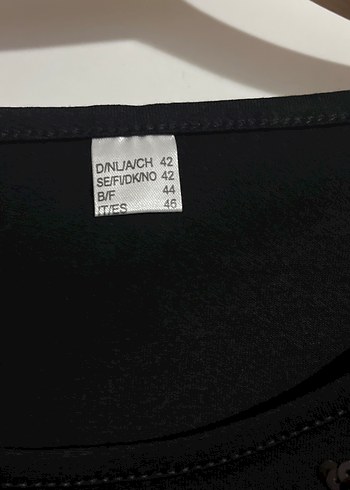 D/NL/A/CH 42
SE/FI/DK/NO 42
B/F 44
IT/ES 46